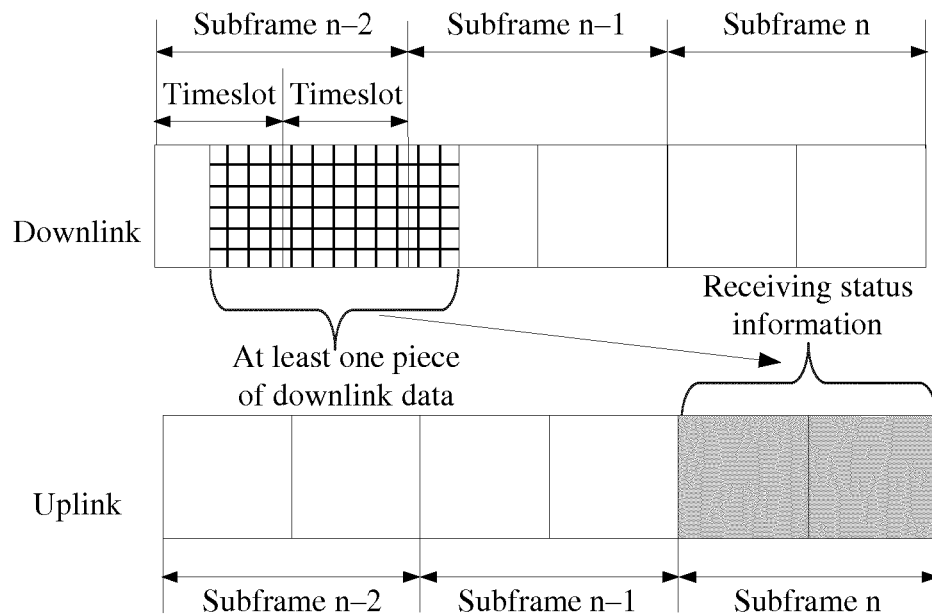 Subframe n–2
Subframe n–1
Subframe n
Timeslot
Timeslot
Downlink
Receiving status
information
At least one piece
of downlink data
Uplink
Subframe n–2
Subframe n–1
Subframe n